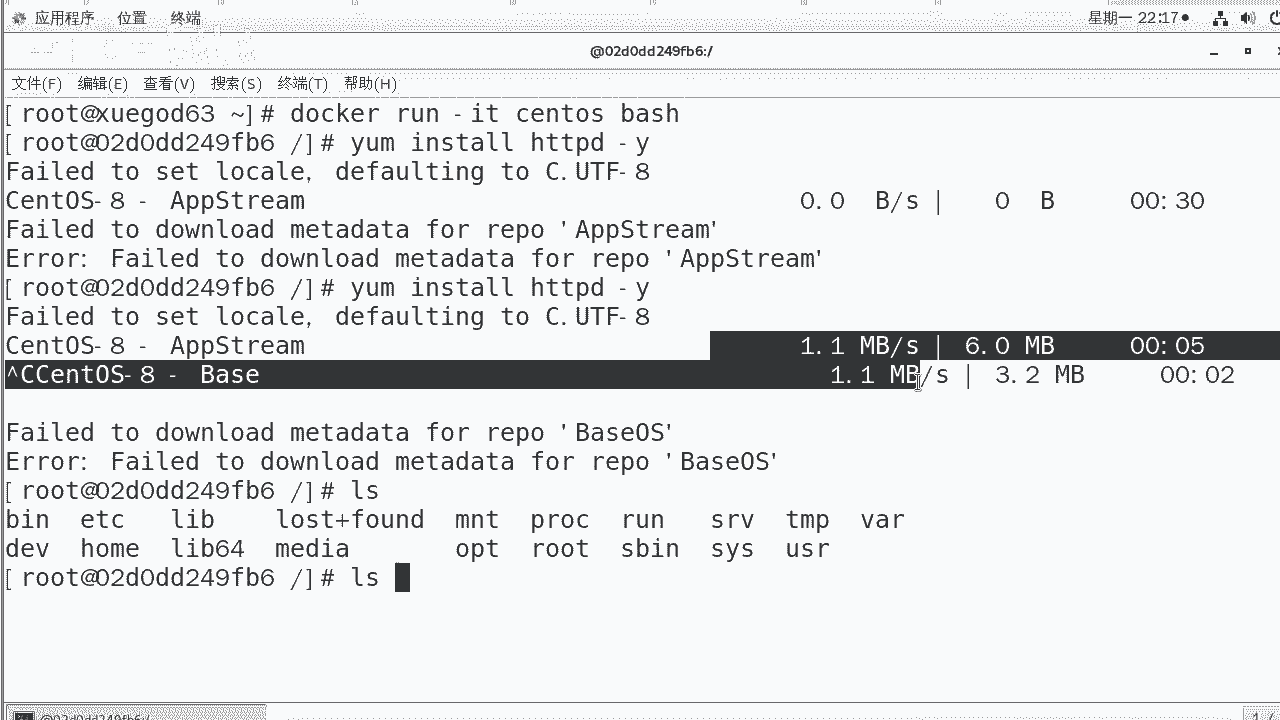 应用程序 位置 终端 星期一 22:17
@02d0dd249fb6:/
文件(F) 编辑(E) 查看(V) 搜索(S) 终端(T) 帮助(H)
[root@xuegod63 ~]# docker run -it centos bash
[root@02d0dd249fb6 /]# yum install httpd -y
Failed to set locale, defaulting to C.UTF-8
CentOS-8 - AppStream 0.0 B/s | 0 B 00:30
Failed to download metadata for repo 'AppStream'
Error: Failed to download metadata for repo 'AppStream'
[root@02d0dd249fb6 /]# yum install httpd -y
Failed to set locale, defaulting to C.UTF-8
CentOS-8 - AppStream 1.1 MB/s | 6.0 MB 00:05
^CCentOS-8 - Base 1.1 MB/s | 3.2 MB 00:02
Failed to download metadata for repo 'BaseOS'
Error: Failed to download metadata for repo 'BaseOS'
[root@02d0dd249fb6 /]# ls
bin etc lib lost+found mnt proc run srv tmp var
dev home lib64 media opt root sbin sys usr
[root@02d0dd249fb6 /]# ls